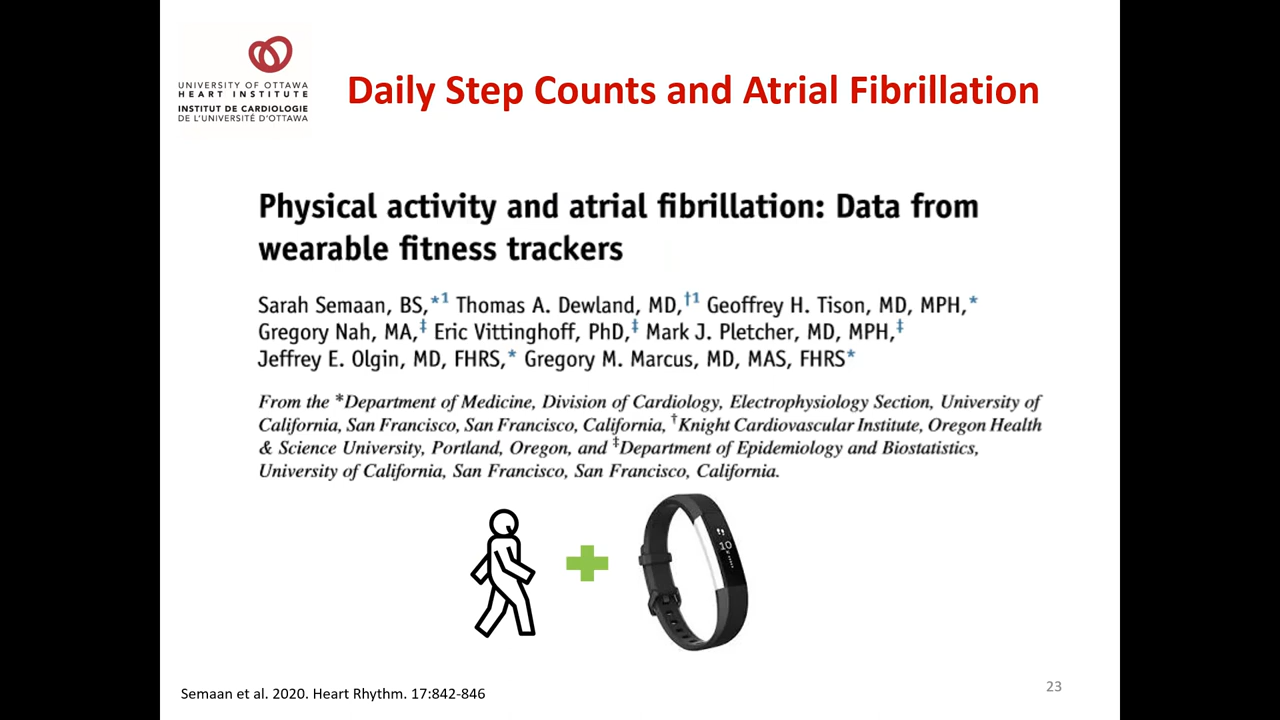 UNIVERSITY OF OTTAWA
HEART INSTITUTE
INSTITUT DE CARDIOLOGIE
DE L'UNIVERSITÉ D'OTTAWA
Daily Step Counts and Atrial Fibrillation
Physical activity and atrial fibrillation: Data from
wearable fitness trackers
Sarah Semaan, BS,*1 Thomas A. Dewland, MD,†1 Geoffrey H. Tison, MD, MPH,*
Gregory Nah, MA,‡ Eric Vittinghoff, PhD,‡ Mark J. Pletcher, MD, MPH,‡
Jeffrey E. Olgin, MD, FHRS,* Gregory M. Marcus, MD, MAS, FHRS*
From the *Department of Medicine, Division of Cardiology, Electrophysiology Section, University of
California, San Francisco, San Francisco, California, †Knight Cardiovascular Institute, Oregon Health
& Science University, Portland, Oregon, and ‡Department of Epidemiology and Biostatistics,
University of California, San Francisco, San Francisco, California.
Semaan et al. 2020. Heart Rhythm. 17:842-846
23